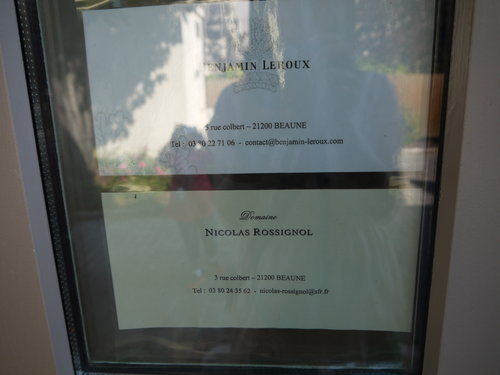 BENJAMIN LEROUX
5 rue colbert – 21200 BEAUNE
Tel : 03 80 22 71 06 - contact@benjamin-leroux.com
Domaine
NICOLAS ROSSIGNOL
3 rue colbert – 21200 BEAUNE
Tel : 03 80 24 35 62 - nicolas-rossignol@sfr.fr